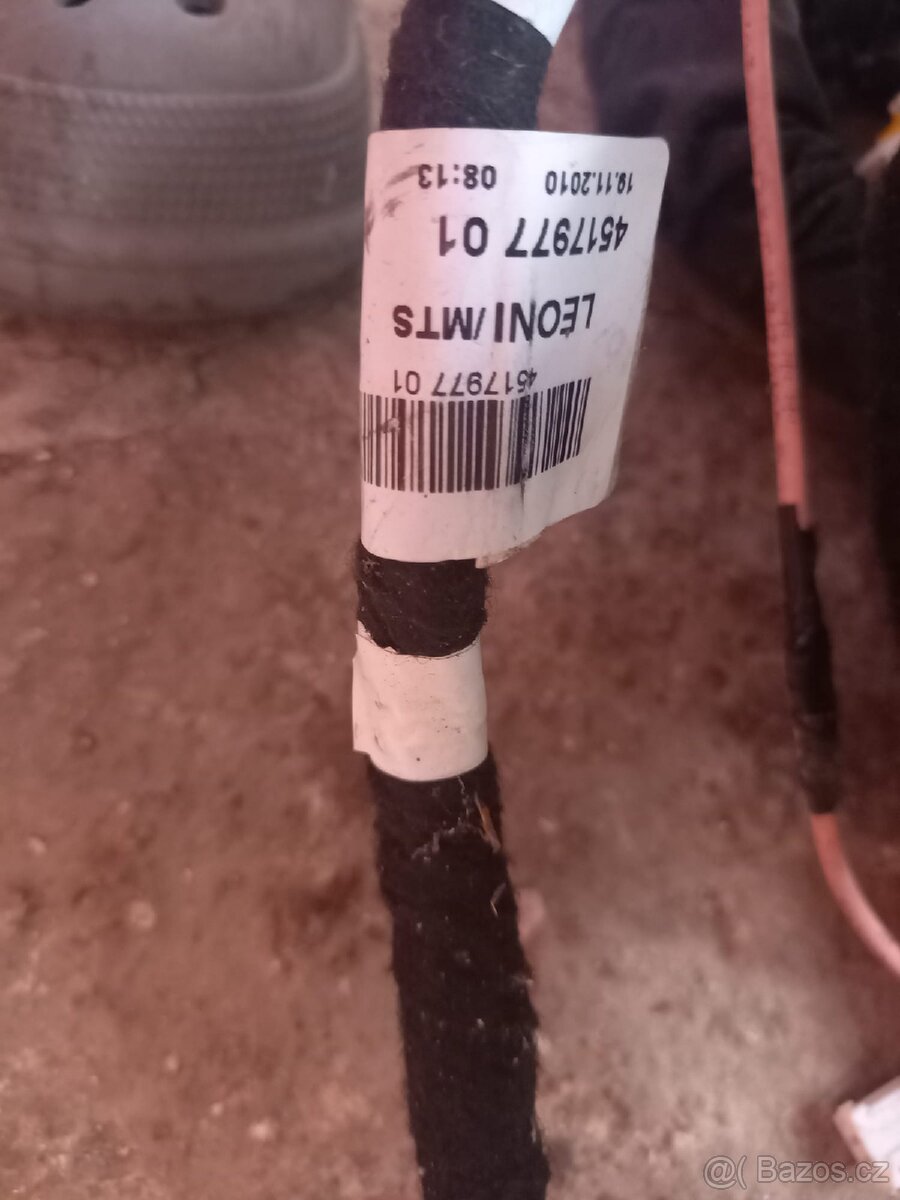 4517977 01
LEONI/MTS
4517977 01
19.11.2010 08:13
@( Bazos.cz